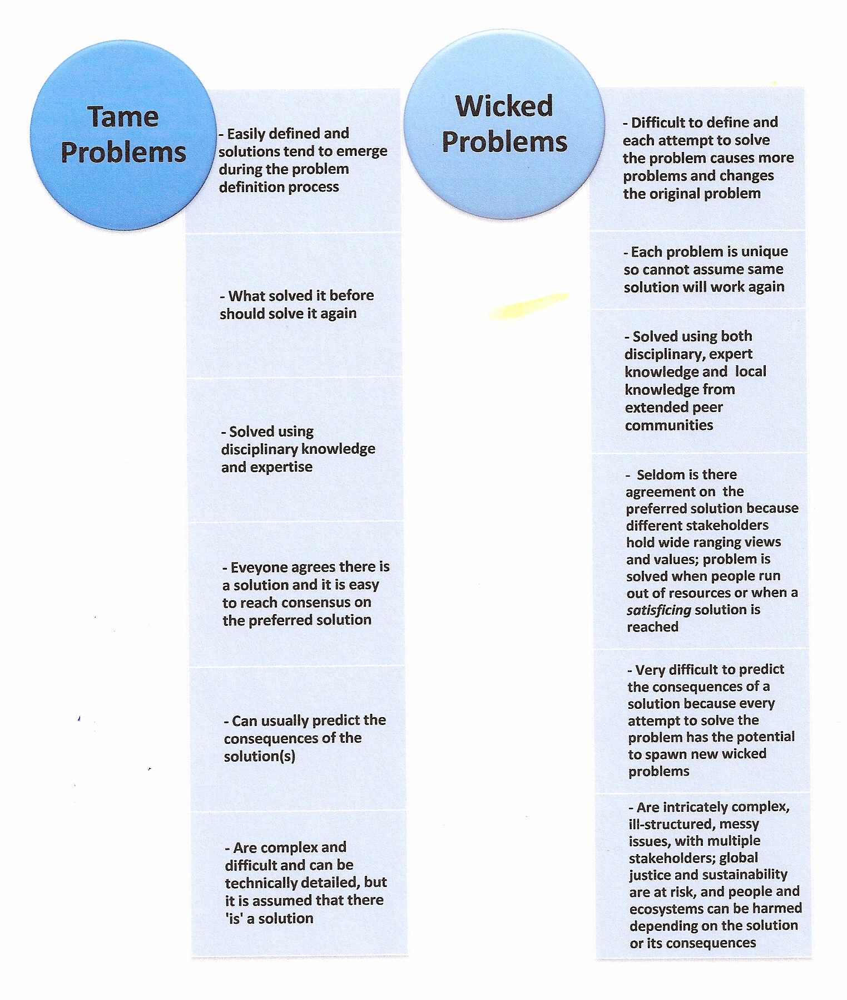 Tame
Problems
- Easily defined and
solutions tend to emerge
during the problem
definition process
- What solved it before
should solve it again
- Solved using
disciplinary knowledge
and expertise
- Eveyone agrees there is
a solution and it is easy
to reach consensus on
the preferred solution
- Can usually predict the
consequences of the
solution(s)
- Are complex and
difficult and can be
technically detailed, but
it is assumed that there
'is' a solution
Wicked
Problems
- Difficult to define and
each attempt to solve
the problem causes more
problems and changes
the original problem
- Each problem is unique
so cannot assume same
solution will work again
- Solved using both
disciplinary, expert
knowledge and local
knowledge from
extended peer
communities
- Seldom is there
agreement on the
preferred solution because
different stakeholders
hold wide ranging views
and values; problem is
solved when people run
out of resources or when a
satisficing solution is
reached
- Very difficult to predict
the consequences of a
solution because every
attempt to solve the
problem has the potential
to spawn new wicked
problems
- Are intricately complex,
ill-structured, messy
issues, with multiple
stakeholders; global
justice and sustainability
are at risk, and people and
ecosystems can be harmed
depending on the solution
or its consequences